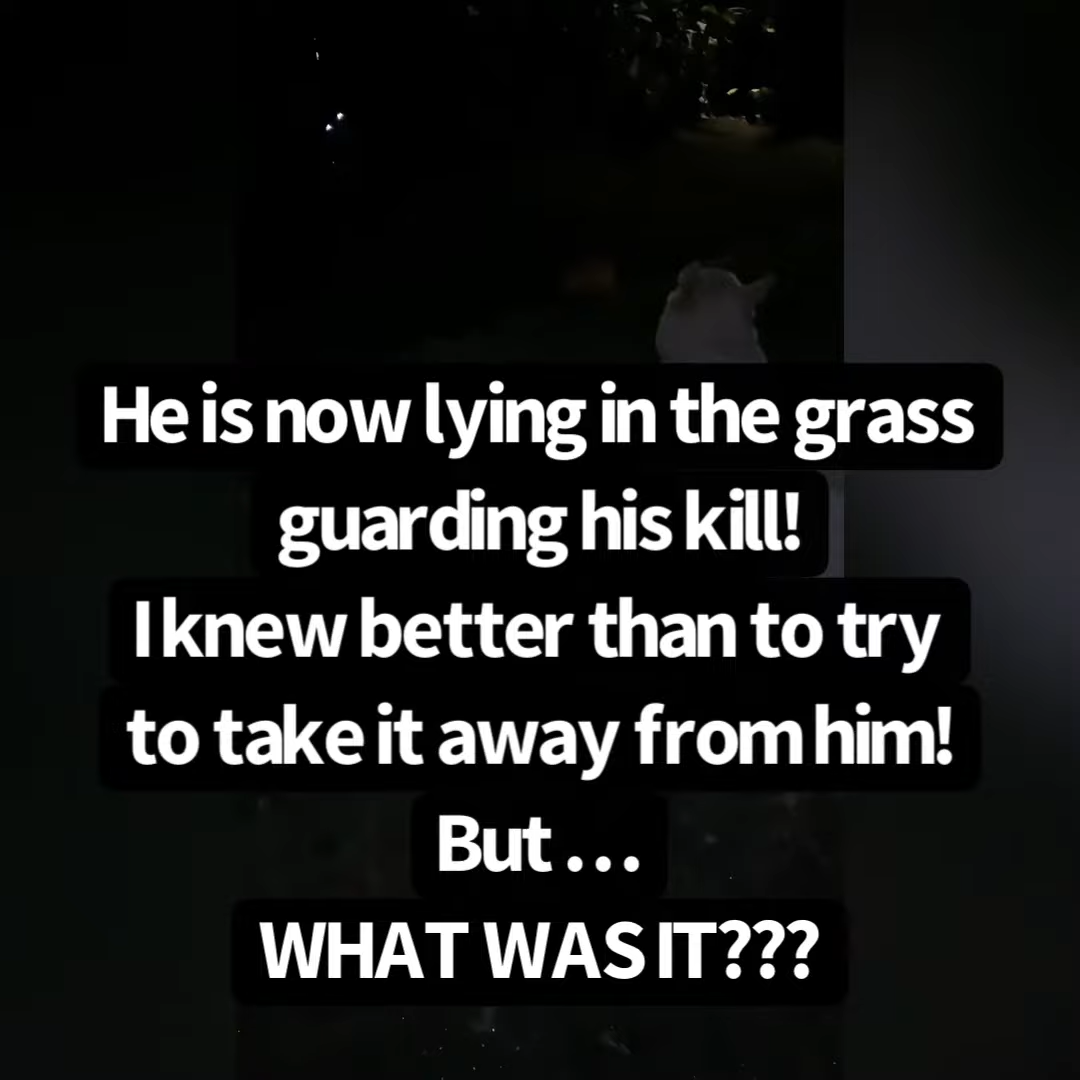 He is now lying in the grass
guarding his kill!
I knew better than to try
to take it away from him!
But ...
WHAT WAS IT???